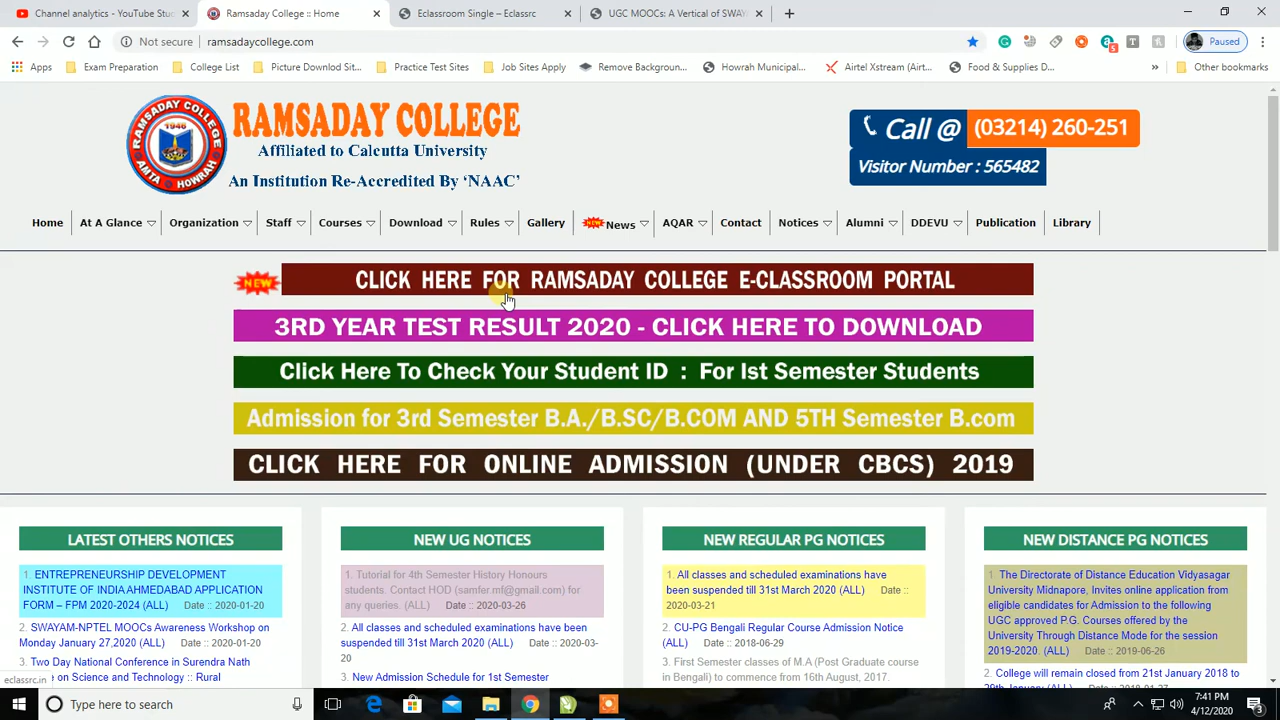 Channel analytics - YouTube Stud
Ramsaday College :: Home
Eclassroom Single – Eclassrc
UGC MOOCs: A Vertical of SWAY
Not secure
ramsadaycollege.com
5
Paused
Apps
Exam Preparation
College List
Picture Downlod Sit...
Practice Test Sites
Job Sites Apply
Remove Backgroun...
Howrah Municipal...
Airtel Xstream (Airt...
Food & Supplies D...
»
Other bookmarks
RAMSADAY COLLEGE
1946
AMTA HOWRAH
RAMSADAY COLLEGE
Affiliated to Calcutta University
An Institution Re-Accredited By ‘NAAC’
Call @ (03214) 260-251
Visitor Number : 565482
Home
At A Glance
Organization
Staff
Courses
Download
Rules
Gallery
NEW News
AQAR
Contact
Notices
Alumni
DDEVU
Publication
Library
NEW CLICK HERE FOR RAMSADAY COLLEGE E-CLASSROOM PORTAL
3RD YEAR TEST RESULT 2020 - CLICK HERE TO DOWNLOAD
Click Here To Check Your Student ID : For Ist Semester Students
Admission for 3rd Semester B.A./B.SC/B.COM AND 5TH Semester B.com
CLICK HERE FOR ONLINE ADMISSION (UNDER CBCS) 2019
LATEST OTHERS NOTICES
1. ENTREPRENEURSHIP DEVELOPMENT
INSTITUTE OF INDIA AHMEDABAD APPLICATION
FORM – FPM 2020-2024 (ALL) Date :: 2020-01-20
2. SWAYAM-NPTEL MOOCs Awareness Workshop on
Monday January 27,2020 (ALL) Date :: 2020-01-20
3. Two Day National Conference in Surendra Nath
e on Science and Technology :: Rural
NEW UG NOTICES
1. Tutorial for 4th Semester History Honours
students. Contact HOD (samfer.mf@gmail.com) for
any queries. (ALL) Date :: 2020-03-26
2. All classes and scheduled examinations have been
suspended till 31st March 2020 (ALL) Date :: 2020-03-
20
3. New Admission Schedule for 1st Semester
NEW REGULAR PG NOTICES
1. All classes and scheduled examinations have
been suspended till 31st March 2020 (ALL) Date ::
2020-03-21
2. CU-PG Bengali Regular Course Admission Notice
(ALL) Date :: 2018-06-29
3. First Semester classes of M.A (Post Graduate course
in Bengali) to commence from 16th August, 2017.
NEW DISTANCE PG NOTICES
1. The Directorate of Distance Education Vidyasagar
University Midnapore, Invites online application from
eligible candidates for Admission to the following
UGC approved P.G. Courses offered by the
University Through Distance Mode for the session
2019-2020. (ALL) Date :: 2019-06-26
2. College will remain closed from 21st January 2018 to
eclassrc.in
Type here to search
7:41 PM
4/12/2020
3